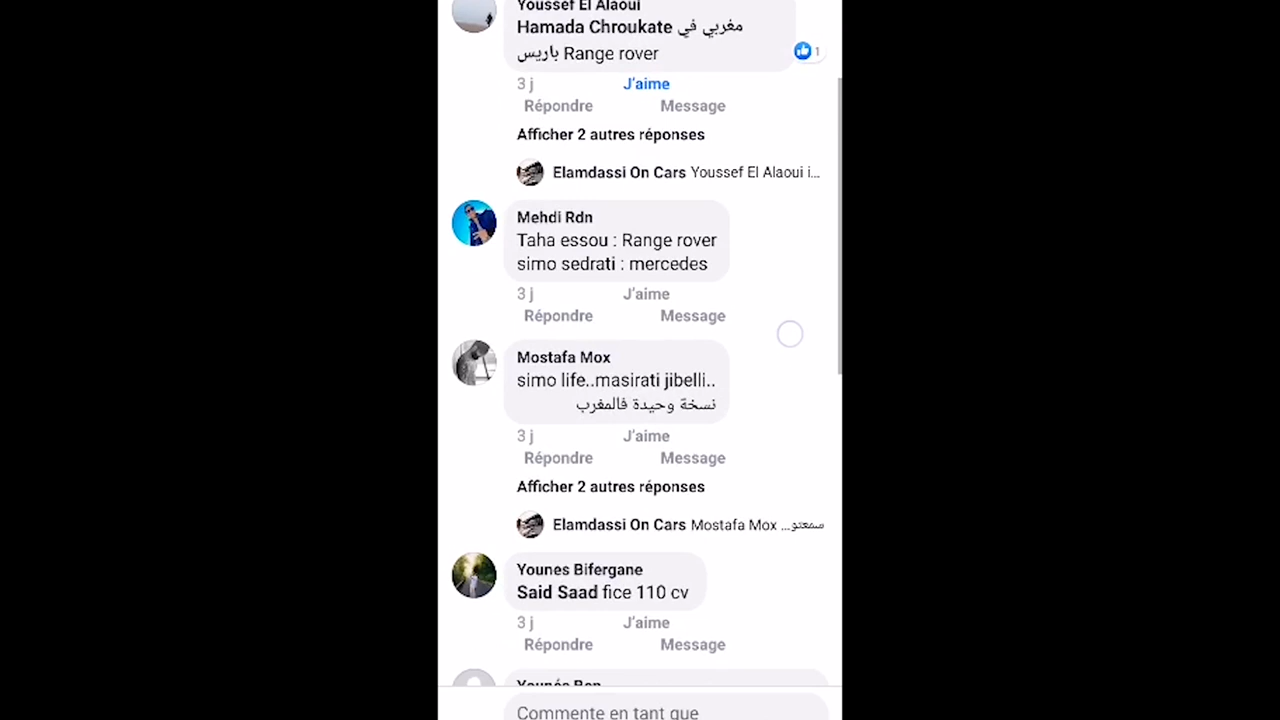 Youssef El Alaoui
Hamada Chroukate مغربي في
باريس Range rover
1
3 j J'aime
Répondre Message
Afficher 2 autres réponses
Elamdassi On Cars Youssef El Alaoui i...
Mehdi Rdn
Taha essou : Range rover
simo sedrati : mercedes
3 j J'aime
Répondre Message
Mostafa Mox
simo life..masirati jibelli..
نسخة وحيدة فالمغرب
3 j J'aime
Répondre Message
Afficher 2 autres réponses
Elamdassi On Cars Mostafa Mox سمعتو...
Younes Bifergane
Said Saad fice 110 cv
3 j J'aime
Répondre Message
Younés Ben
Commente en tant que